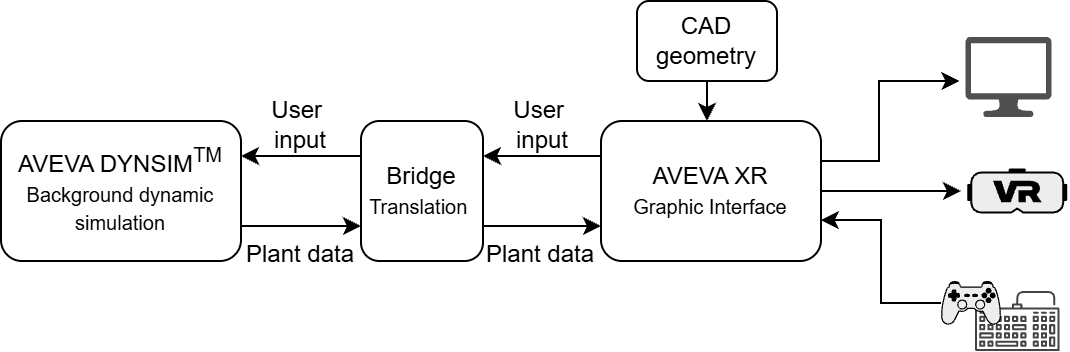 CAD
geometry
User
input
User
input
AVEVA DYNSIM™
Background dynamic
simulation
Bridge
Translation
AVEVA XR
Graphic Interface
VR
Plant data
Plant data